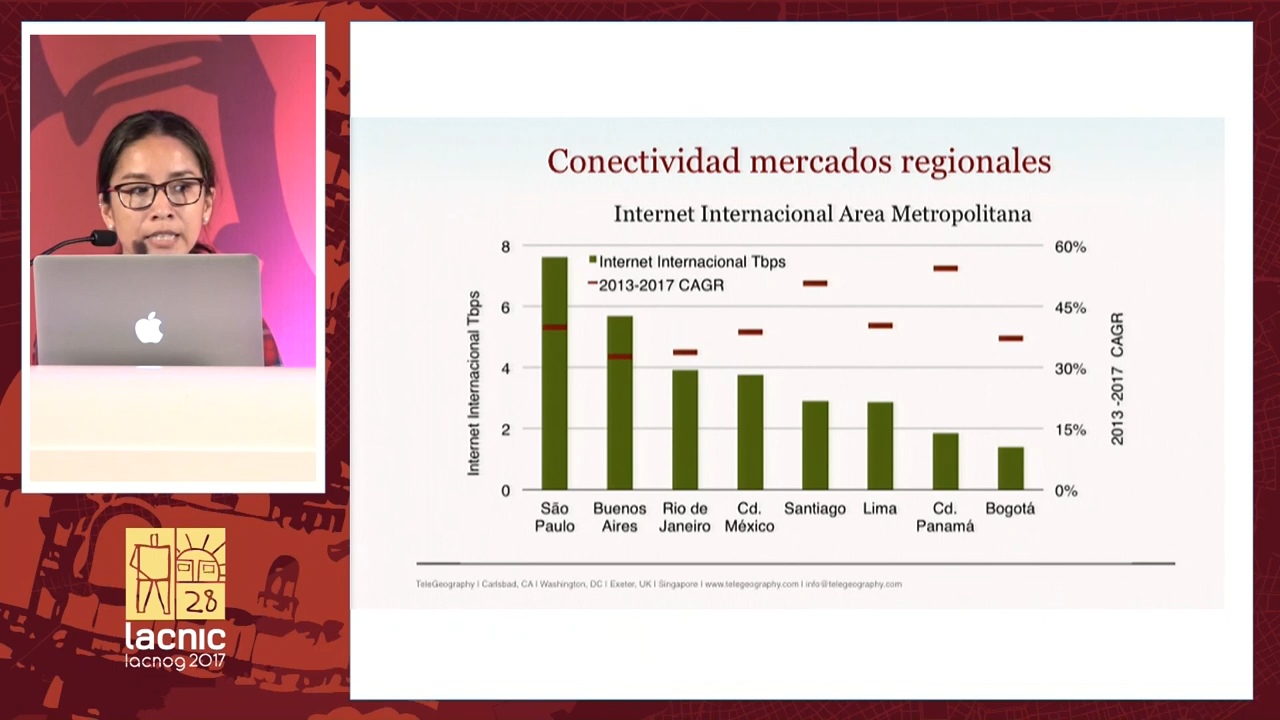 Conectividad mercados regionales
Internet Internacional Area Metropolitana
Internet Internacional Tbps
2013-2017 CAGR
8
6
4
2
0
60%
45%
30%
15%
0%
Internet Internacional Tbps
2013 -2017 CAGR
São Paulo
Buenos Aires
Rio de Janeiro
Cd. México
Santiago
Lima
Cd. Panamá
Bogotá
TeleGeography | Carlsbad, CA | Washington, DC | Exeter, UK | Singapore | www.telegeography.com | info@telegeography.com
28
lacnic
lacnog 2017